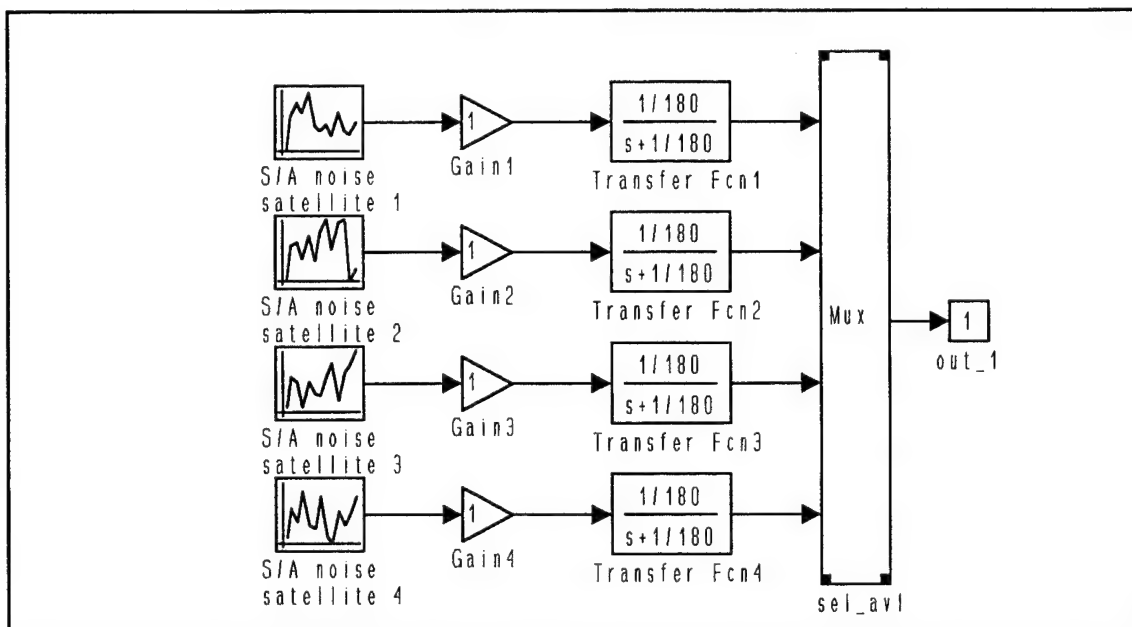 1
1/180
s+1/180
S/A noise
satellite 1
Gain1
Transfer Fcn1
1
1/180
s+1/180
S/A noise
satellite 2
Gain2
Transfer Fcn2
Mux
1
out_1
1
1/180
s+1/180
S/A noise
satellite 3
Gain3
Transfer Fcn3
1
1/180
s+1/180
S/A noise
satellite 4
Gain4
Transfer Fcn4
sel_avl